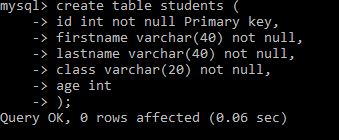 mysql> create table students (
-> id int not null Primary key,
-> firstname varchar(40) not null,
-> lastname varchar(40) not null,
-> class varchar(20) not null,
-> age int
-> );
Query OK, 0 rows affected (0.06 sec)